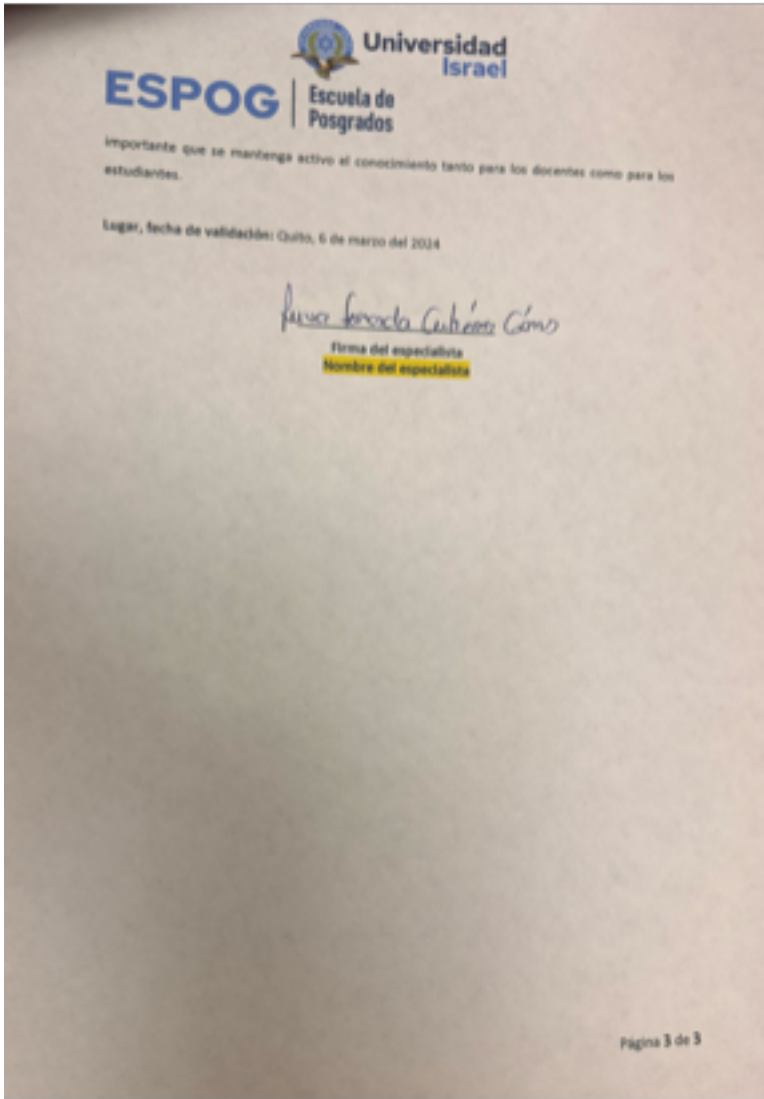 Universidad
Israel
ESPOG
Escuela de
Posgrados
importante que se mantenga activo el conocimiento tanto para los docentes como para los
estudiantes.
Lugar, fecha de validación: Quito, 6 de marzo del 2024
Firma del especialista
Nombre del especialista
Página 3 de 3